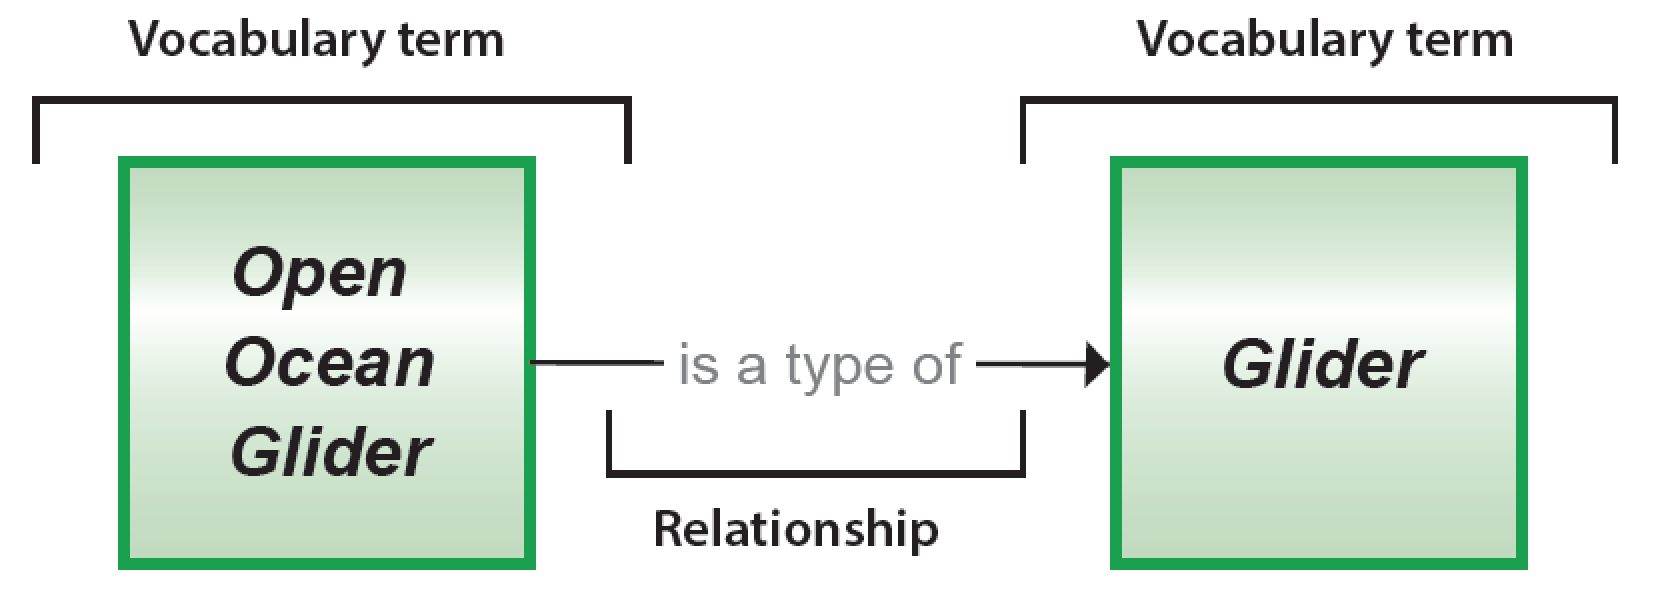 Vocabulary term
Vocabulary term
Open
Ocean
Glider
is a type of
Glider
Relationship